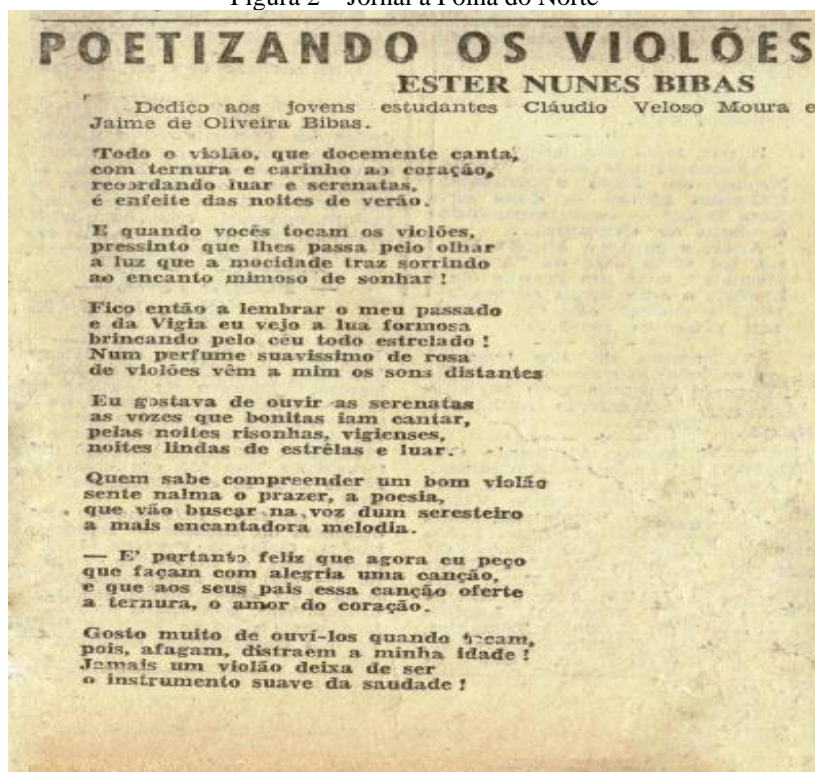 Figura 2 – Jornal a Folha do Norte
POETIZANDO OS VIOLÕES
ESTER NUNES BIBAS
Dedico aos jovens estudantes Cláudio Veloso Moura e
Jaime de Oliveira Bibas.
Todo o violão, que docemente canta,
com ternura e carinho ao coração,
recordando luar e serenatas,
é enfeite das noites de verão.
E quando vocês tocam os violões,
pressinto que lhes passa pelo olhar
a luz que a mocidade traz sorrindo
ao encanto mimoso de sonhar !
Fico então a lembrar o meu passado
e da Vigia eu vejo a lua formosa
brincando pelo céu todo estrelado !
Num perfume suavissimo de rosa
de violões vêm a mim os sons distantes
Eu gostava de ouvir as serenatas
as vozes que bonitas iam cantar,
pelas noites risonhas, vigienses,
noites lindas de estrêlas e luar.
Quem sabe compreender um bom violão
sente nalma o prazer, a poesia,
que vão buscar na voz dum seresteiro
a mais encantadora melodia.
— E' portanto feliz que agora eu peço
que façam com alegria uma canção,
e que aos seus pais essa canção oferte
a ternura, o amor do coração.
Gosto muito de ouví-los quando tocam,
pois, afagam, distraem a minha idade !
Jamais um violão deixa de ser
o instrumento suave da saudade !